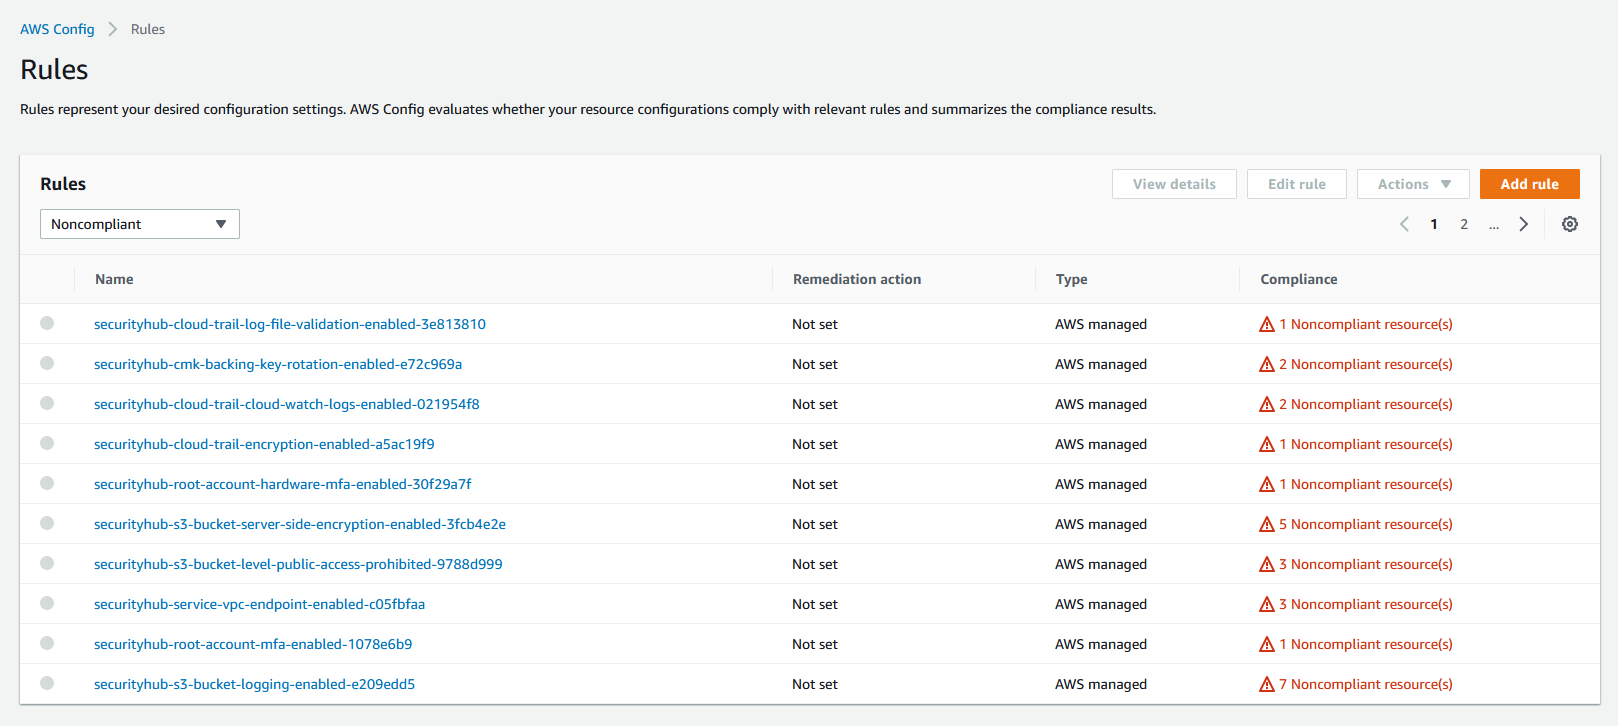 AWS Config > Rules
Rules
Rules represent your desired configuration settings. AWS Config evaluates whether your resource configurations comply with relevant rules and summarizes the compliance results.
Rules View details Edit rule Actions Add rule
Noncompliant 1 2 ...
Name Remediation action Type Compliance
securityhub-cloud-trail-log-file-validation-enabled-3e813810 Not set AWS managed 1 Noncompliant resource(s)
securityhub-cmk-backing-key-rotation-enabled-e72c969a Not set AWS managed 2 Noncompliant resource(s)
securityhub-cloud-trail-cloud-watch-logs-enabled-021954f8 Not set AWS managed 2 Noncompliant resource(s)
securityhub-cloud-trail-encryption-enabled-a5ac19f9 Not set AWS managed 1 Noncompliant resource(s)
securityhub-root-account-hardware-mfa-enabled-30f29a7f Not set AWS managed 1 Noncompliant resource(s)
securityhub-s3-bucket-server-side-encryption-enabled-3fcb4e2e Not set AWS managed 5 Noncompliant resource(s)
securityhub-s3-bucket-level-public-access-prohibited-9788d999 Not set AWS managed 3 Noncompliant resource(s)
securityhub-service-vpc-endpoint-enabled-c05fbfaa Not set AWS managed 3 Noncompliant resource(s)
securityhub-root-account-mfa-enabled-1078e6b9 Not set AWS managed 1 Noncompliant resource(s)
securityhub-s3-bucket-logging-enabled-e209edd5 Not set AWS managed 7 Noncompliant resource(s)